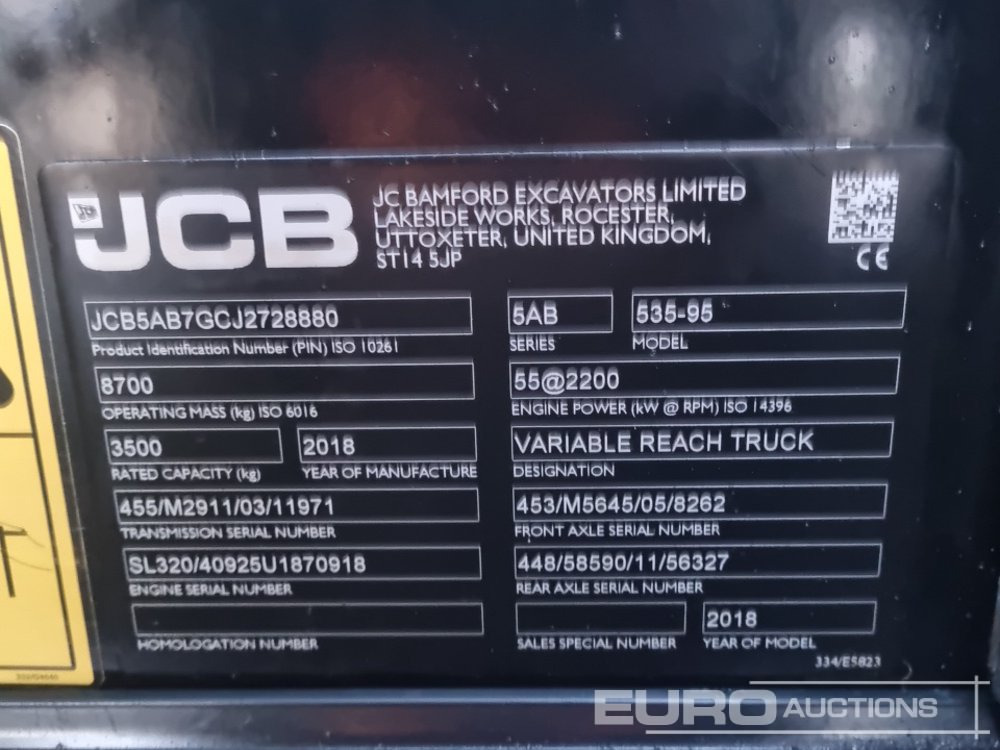 JCB
JC BAMFORD EXCAVATORS LIMITED
LAKESIDE WORKS, ROCESTER,
UTTOXETER, UNITED KINGDOM,
ST14 5JP
CE
JCB5AB7GCJ2728880
Product Identification Number (PIN) ISO 10261
5AB
SERIES
535-95
MODEL
8700
OPERATING MASS (kg) ISO 6016
55@2200
ENGINE POWER (kW @ RPM) ISO 14396
3500
RATED CAPACITY (kg)
2018
YEAR OF MANUFACTURE
VARIABLE REACH TRUCK
DESIGNATION
455/M2911/03/11971
TRANSMISSION SERIAL NUMBER
453/M5645/05/8262
FRONT AXLE SERIAL NUMBER
SL320/40925U1870918
ENGINE SERIAL NUMBER
448/58590/11/56327
REAR AXLE SERIAL NUMBER
HOMOLOGATION NUMBER
SALES SPECIAL NUMBER
2018
YEAR OF MODEL
334/E5823
EURO AUCTIONS